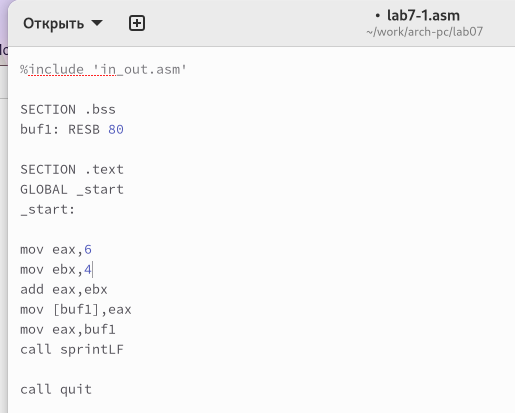 Открыть
• lab7-1.asm
~/work/arch-pc/lab07
%include 'in_out.asm'
SECTION .bss
buf1: RESB 80
SECTION .text
GLOBAL _start
_start:
mov eax,6
mov ebx,4
add eax,ebx
mov [buf1],eax
mov eax,buf1
call sprintLF
call quit